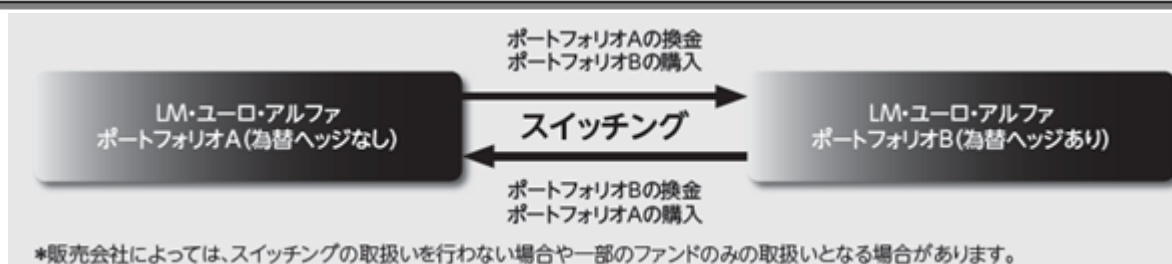 ポートフォリオAの換金
ポートフォリオBの購入
LM・ユーロ・アルファ
ポートフォリオA(為替ヘッジなし)
スイッチング
LM・ユーロ・アルファ
ポートフォリオB(為替ヘッジあり)
ポートフォリオBの換金
ポートフォリオAの購入
*販売会社によっては、スイッチングの取扱いを行わない場合や一部のファンドのみの取扱いとなる場合があります。